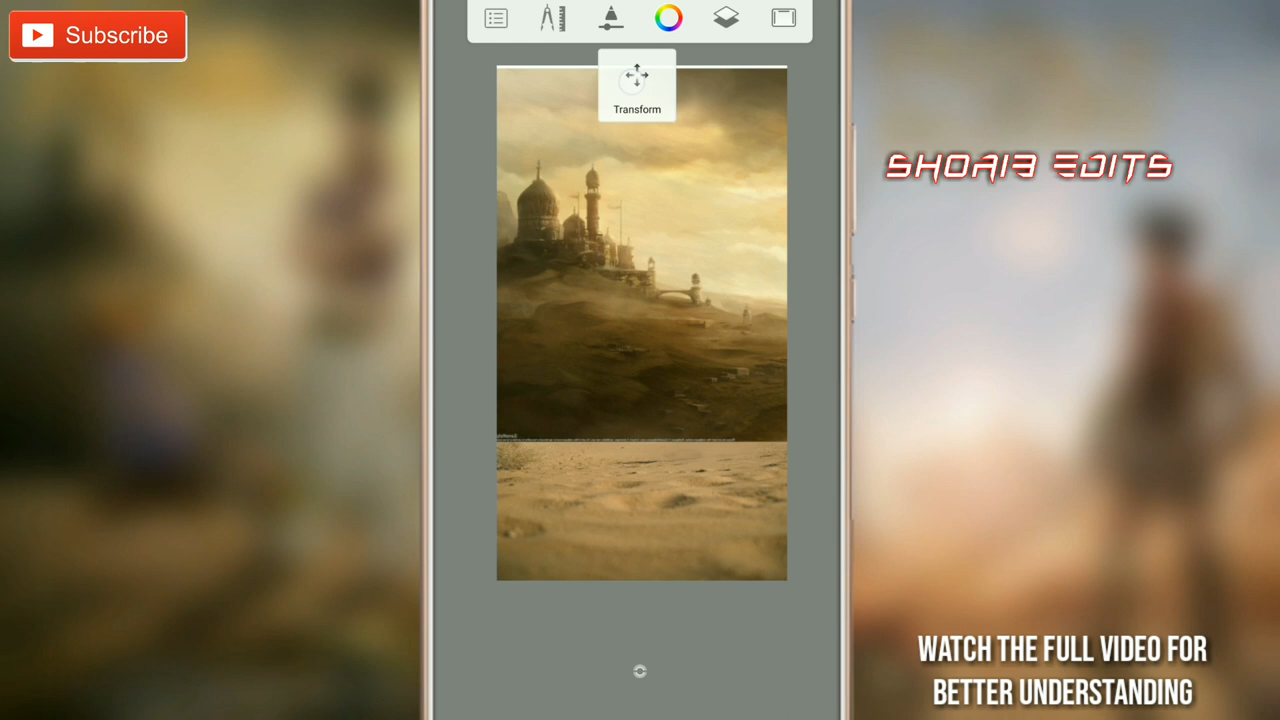 Subscribe
Transform
SHOAIB EDITS
WATCH THE FULL VIDEO FOR
BETTER UNDERSTANDING